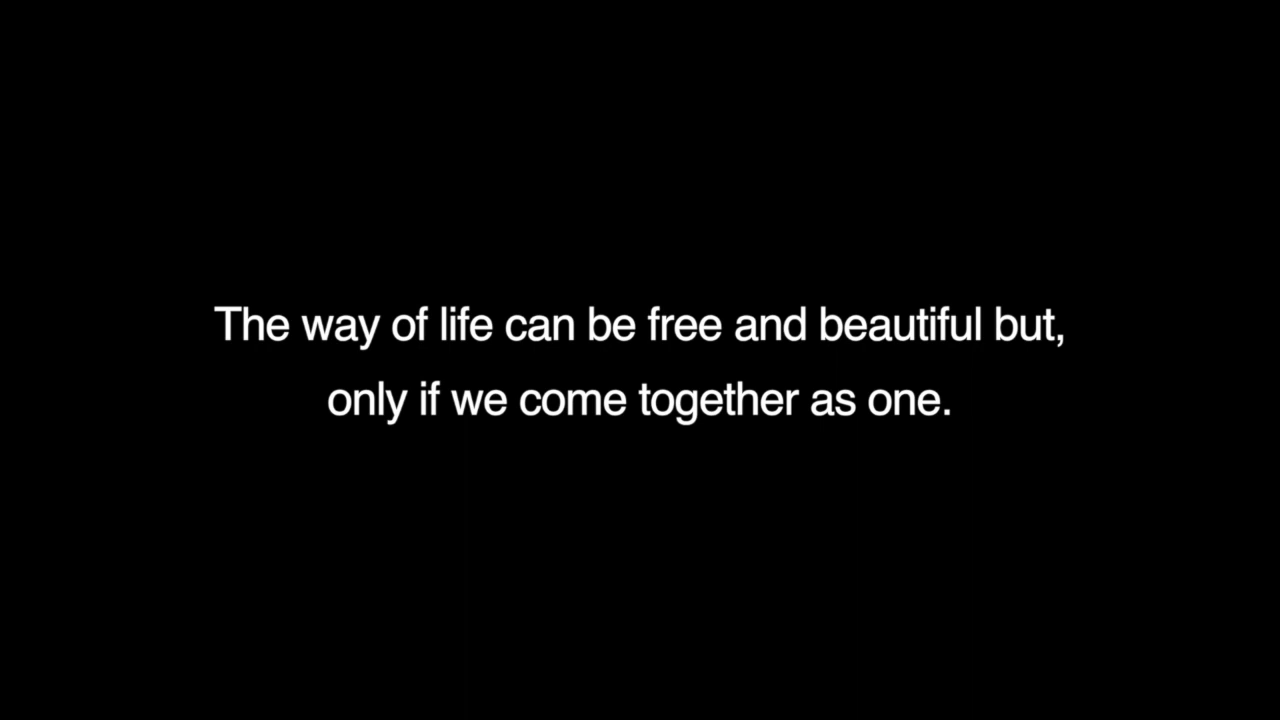 The way of life can be free and beautiful but,
only if we come together as one.